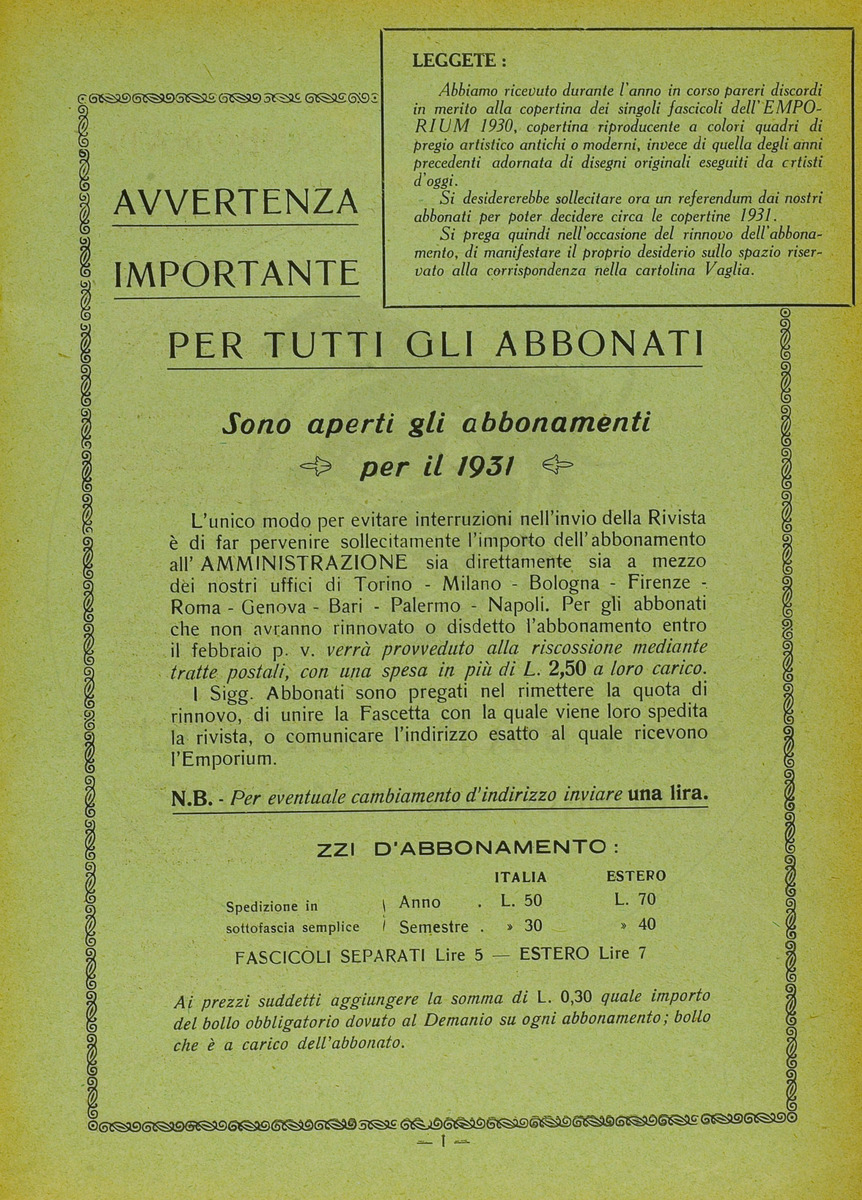 LEGGETE :
Abbiamo ricevuto durante l'anno in corso pareri discordi
in merito alla copertina dei singoli fascicoli dell'EMPO-
RIUM 1930, copertina riproducente a colori quadri di
pregio artistico antichi o moderni, invece di quella degli anni
precedenti adornata di disegni originali eseguiti da crtisti
d'oggi.
Si desidererebbe sollecitare ora un referendum dai nostri
abbonati per poter decidere circa le copertine 1931.
Si prega quindi nell'occasione del rinnovo dell'abbona-
mento, di manifestare il proprio desiderio sullo spazio riser-
vato alla corrispondenza nella cartolina Vaglia.
AVVERTENZA
IMPORTANTE
PER TUTTI GLI ABBONATI
Sono aperti gli abbonamenti
per il 1931
L'unico modo per evitare interruzioni nell'invio della Rivista
è di far pervenire sollecitamente l'importo dell'abbonamento
all'AMMINISTRAZIONE sia direttamente sia a mezzo
dei nostri uffici di Torino - Milano - Bologna - Firenze -
Roma - Genova - Bari - Palermo - Napoli. Per gli abbonati
che non avranno rinnovato o disdetto l'abbonamento entro
il febbraio p. v. verrà provveduto alla riscossione mediante
tratte postali, con una spesa in più di L. 2,50 a loro carico.
I Sigg. Abbonati sono pregati nel rimettere la quota di
rinnovo, di unire la Fascetta con la quale viene loro spedita
la rivista, o comunicare l'indirizzo esatto al quale ricevono
l'Emporium.
N.B. - Per eventuale cambiamento d'indirizzo inviare una lira.
ZZI D'ABBONAMENTO :
ITALIA ESTERO
Spedizione in Anno . L. 50 L. 70
sottofascia semplice Semestre . » 30 » 40
FASCICOLI SEPARATI Lire 5 — ESTERO Lire 7
Ai prezzi suddetti aggiungere la somma di L. 0,30 quale importo
del bollo obbligatorio dovuto al Demanio su ogni abbonamento; bollo
che è a carico dell'abbonato.
— I —